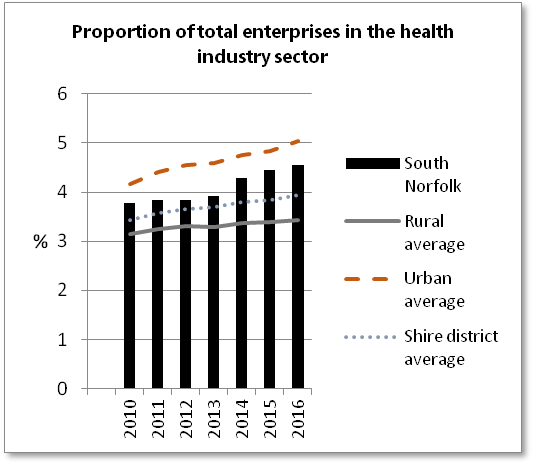 Proportion of total enterprises in the health
industry sector
6
5
4
3
2
1
0
%
2010
2011
2012
2013
2014
2015
2016
South
Norfolk
Rural
average
Urban
average
Shire district
average